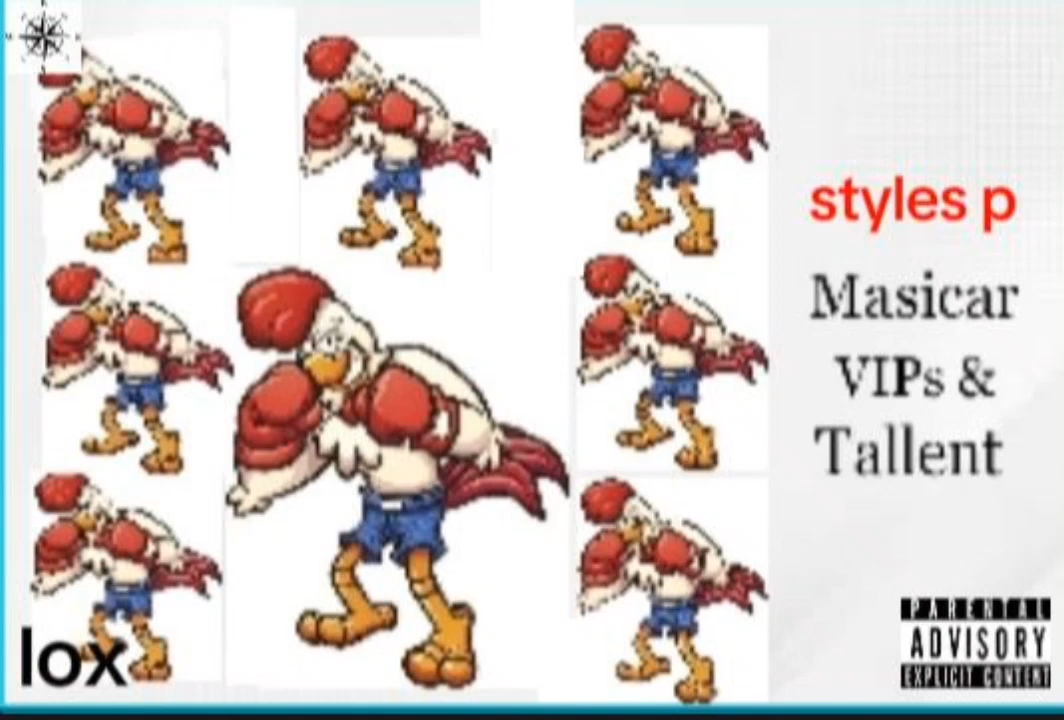 styles p
Masicar
VIPs &
Tallent
lox
PARENTAL
ADVISORY
EXPLICIT CONTENT